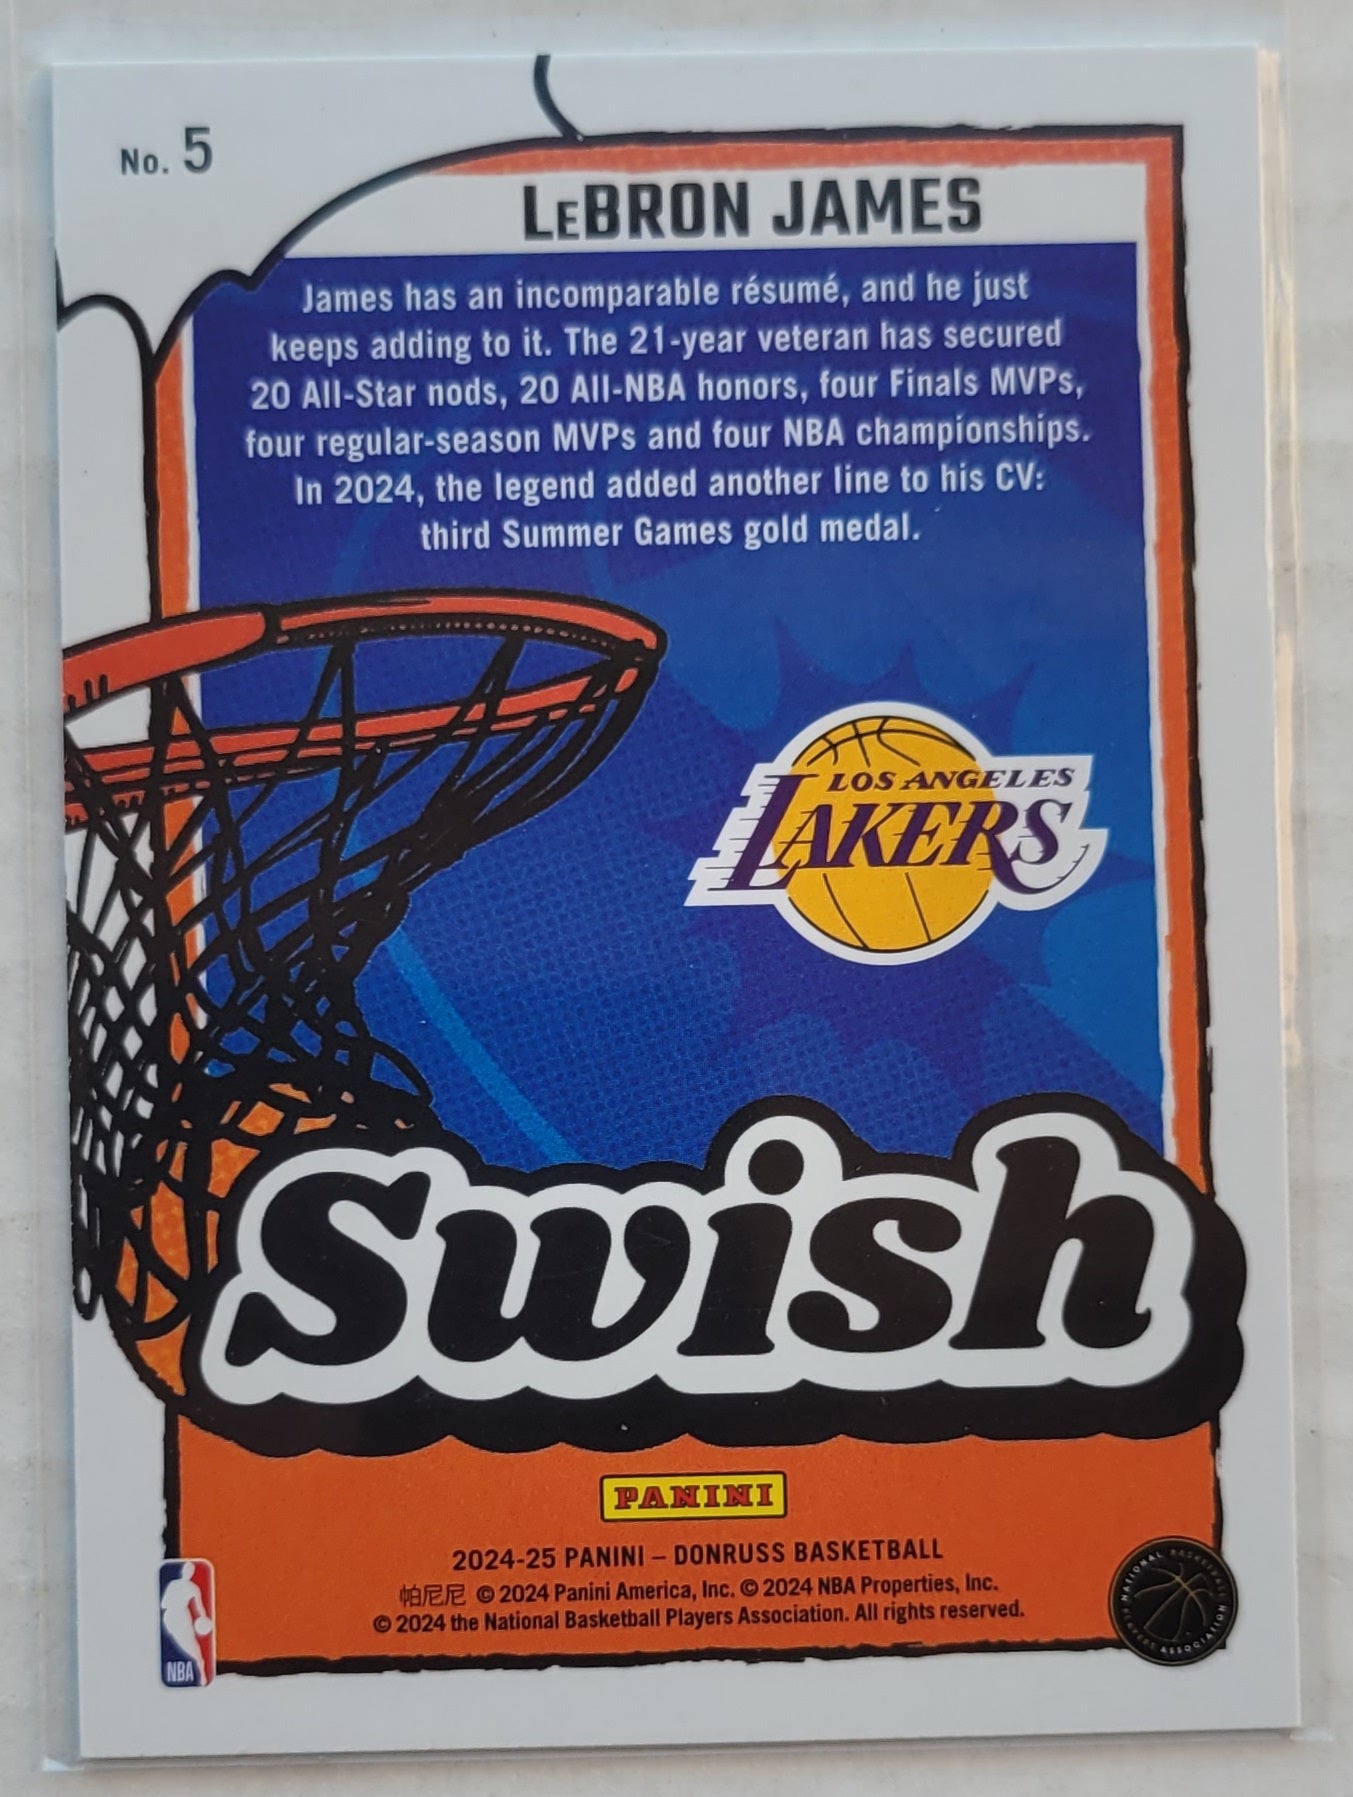 No. 5
LeBRON JAMES
James has an incomparable résumé, and he just
keeps adding to it. The 21-year veteran has secured
20 All-Star nods, 20 All-NBA honors, four Finals MVPs,
four regular-season MVPs and four NBA championships.
In 2024, the legend added another line to his CV:
third Summer Games gold medal.
LOS ANGELES
LAKERS
Swish
PANINI
2024-25 PANINI – DONRUSS BASKETBALL
帕尼尼 © 2024 Panini America, Inc. © 2024 NBA Properties, Inc.
© 2024 the National Basketball Players Association. All rights reserved.
NBA
NATIONAL BASKETBALL
PLAYERS ASSOCIATION